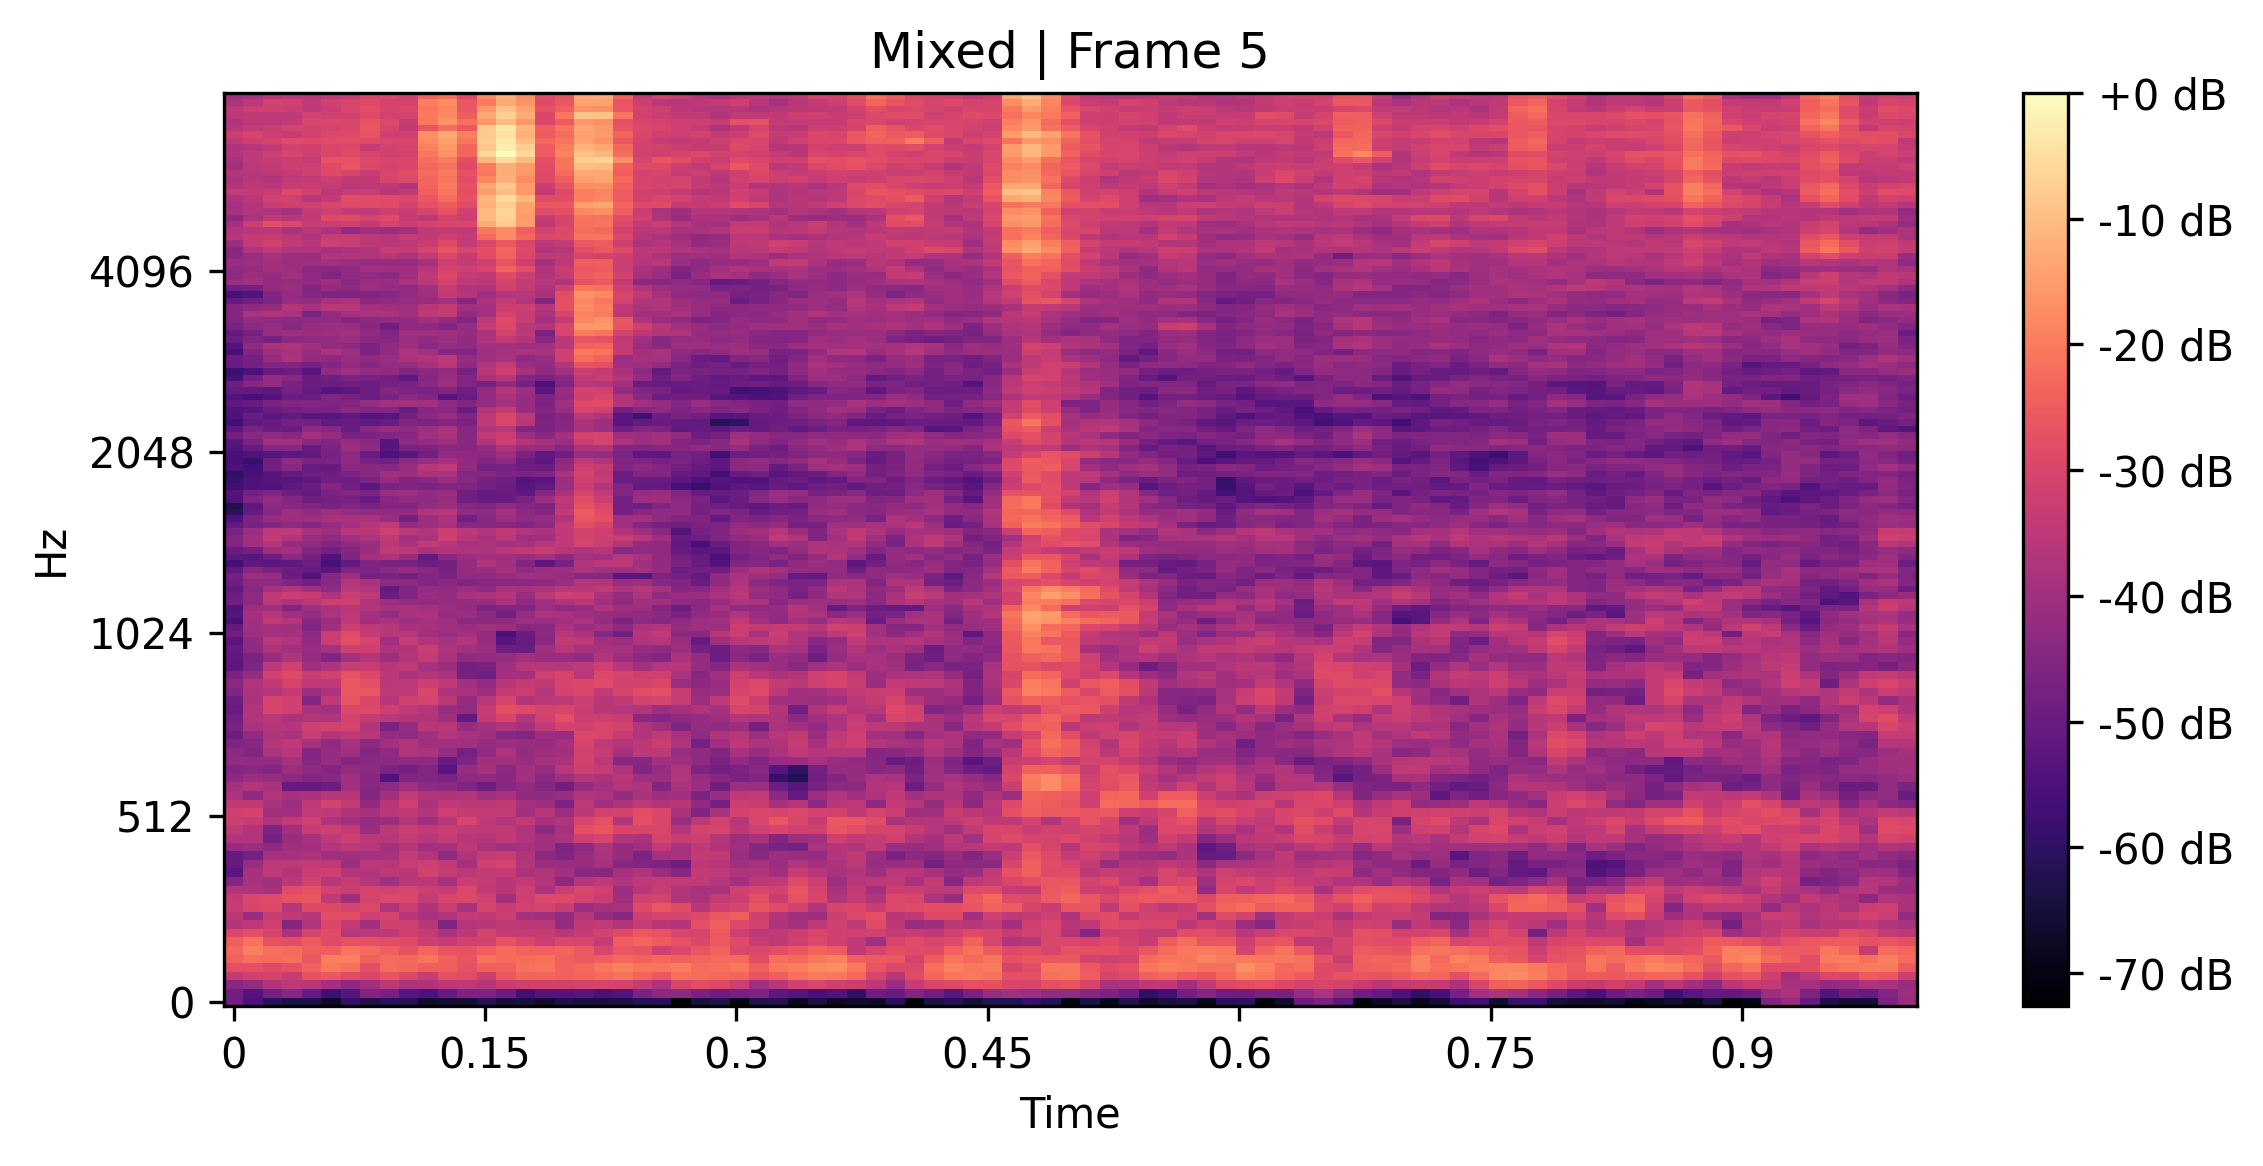 Mixed | Frame 5
+0 dB
-10 dB
-20 dB
-30 dB
-40 dB
-50 dB
-60 dB
-70 dB
4096
2048
1024
512
0
Hz
0 0.15 0.3 0.45 0.6 0.75 0.9
Time